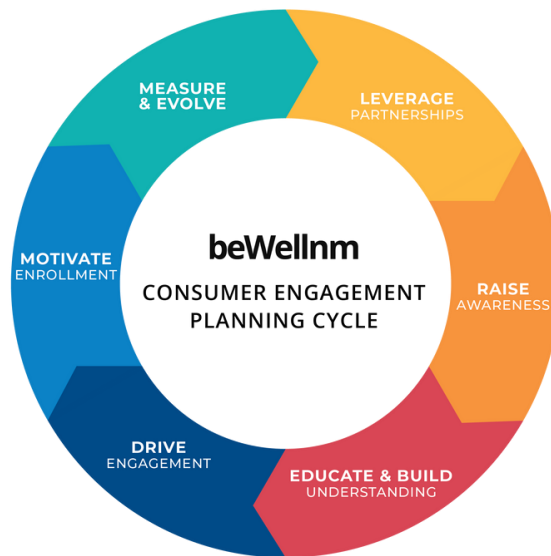 MEASURE
& EVOLVE
LEVERAGE
PARTNERSHIPS
RAISE
AWARENESS
EDUCATE & BUILD
UNDERSTANDING
DRIVE
ENGAGEMENT
MOTIVATE
ENROLLMENT
beWellnm
CONSUMER ENGAGEMENT
PLANNING CYCLE